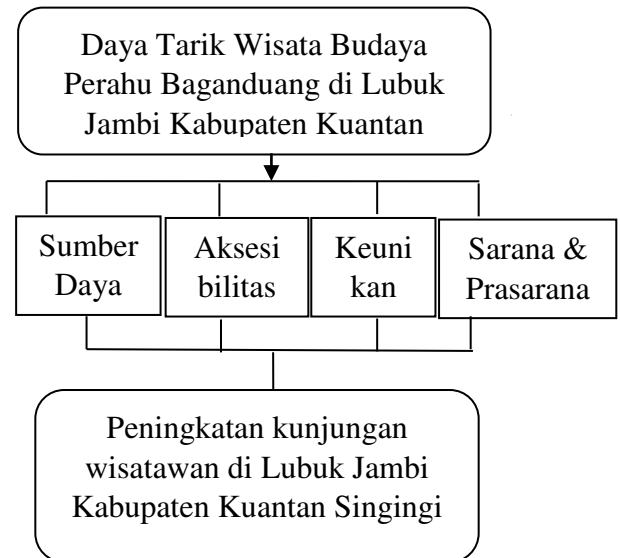 Daya Tarik Wisata Budaya
Perahu Baganduang di Lubuk
Jambi Kabupaten Kuantan
Sumber
Daya
Aksesi
bilitas
Keuni
kan
Sarana &
Prasarana
Peningkatan kunjungan
wisatawan di Lubuk Jambi
Kabupaten Kuantan Singingi